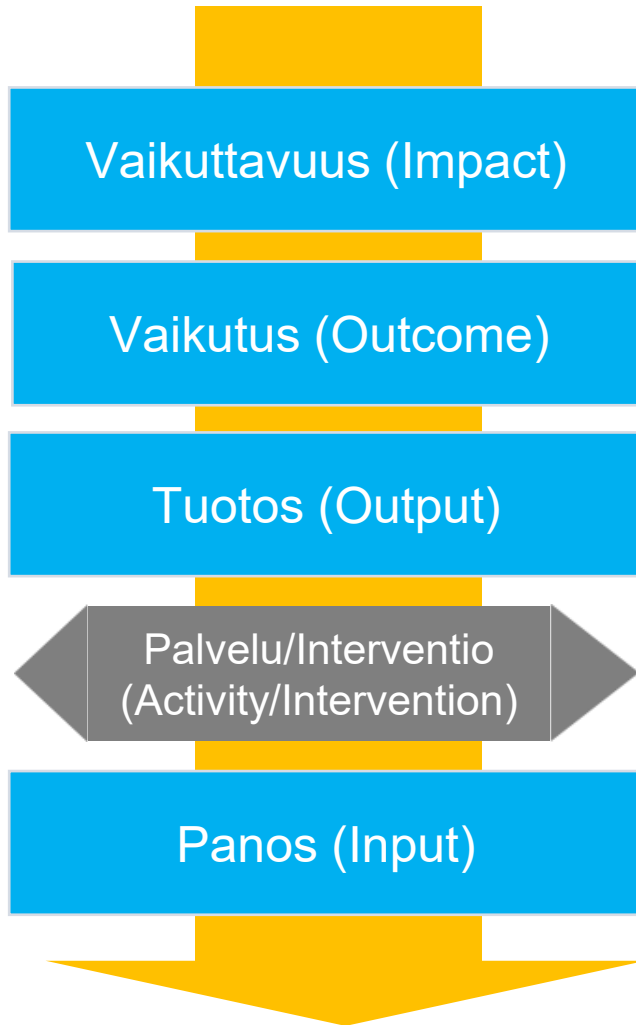 Vaikuttavuus (Impact)
Vaikutus (Outcome)
Tuotos (Output)
Palvelu/Interventio
(Activity/Intervention)
Panos (Input)